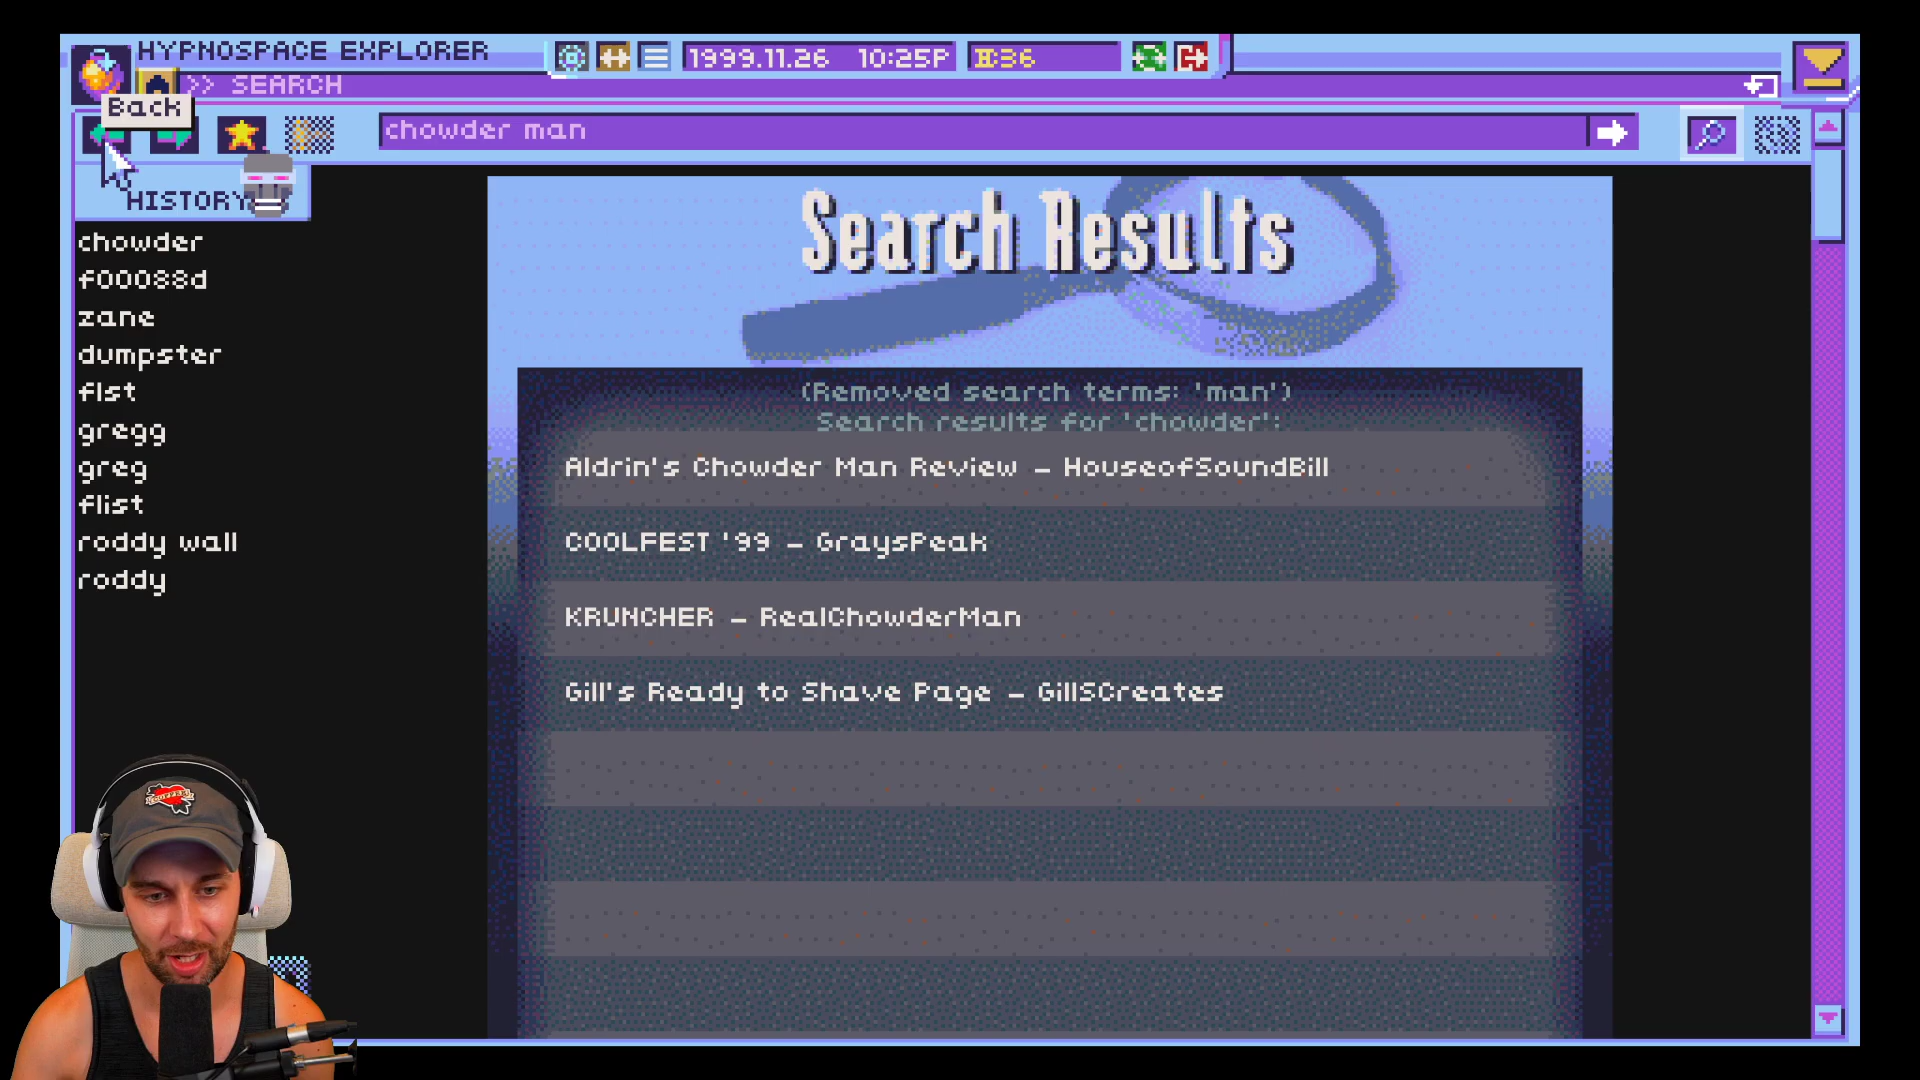 HYPNOSPACE EXPLORER
1999.11.26 10:25P
36
>> SEARCH
Back
chowder man
HISTORY
chowder
f00088d
zane
dumpster
flst
gregg
greg
flist
roddy wall
roddy
Search Results
(Removed search terms: 'man')
Search results for 'chowder':
Aldrin's Chowder Man Review - HouseofSoundBill
COOLFEST '99 - GraysPeak
KRUNCHER - RealChowderMan
Gill's Ready to Shave Page - GillSCreates